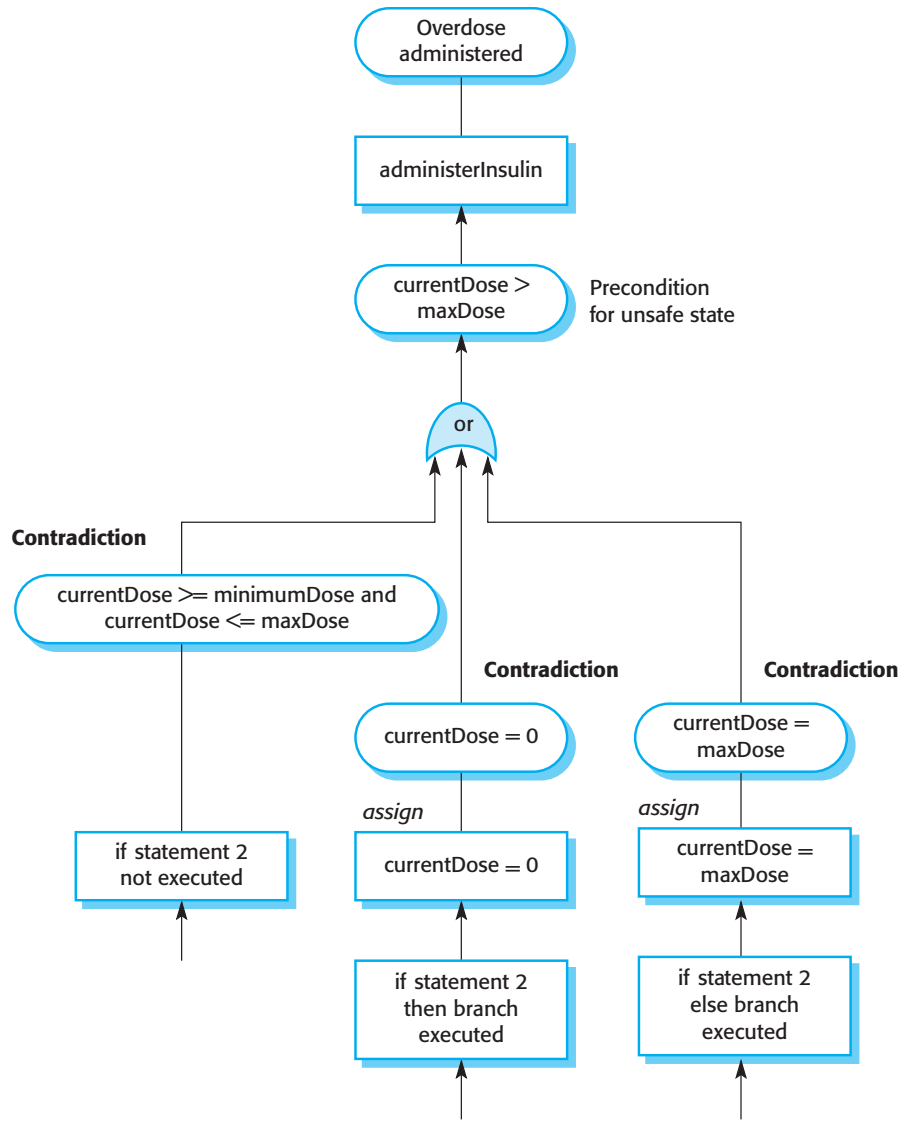 Overdose
administered
administerInsulin
currentDose >
maxDose
Precondition
for unsafe state
or
Contradiction
currentDose >= minimumDose and
currentDose <= maxDose
Contradiction
currentDose = 0
assign
currentDose = 0
if statement 2
not executed
if statement 2
then branch
executed
Contradiction
currentDose =
maxDose
assign
currentDose =
maxDose
if statement 2
else branch
executed